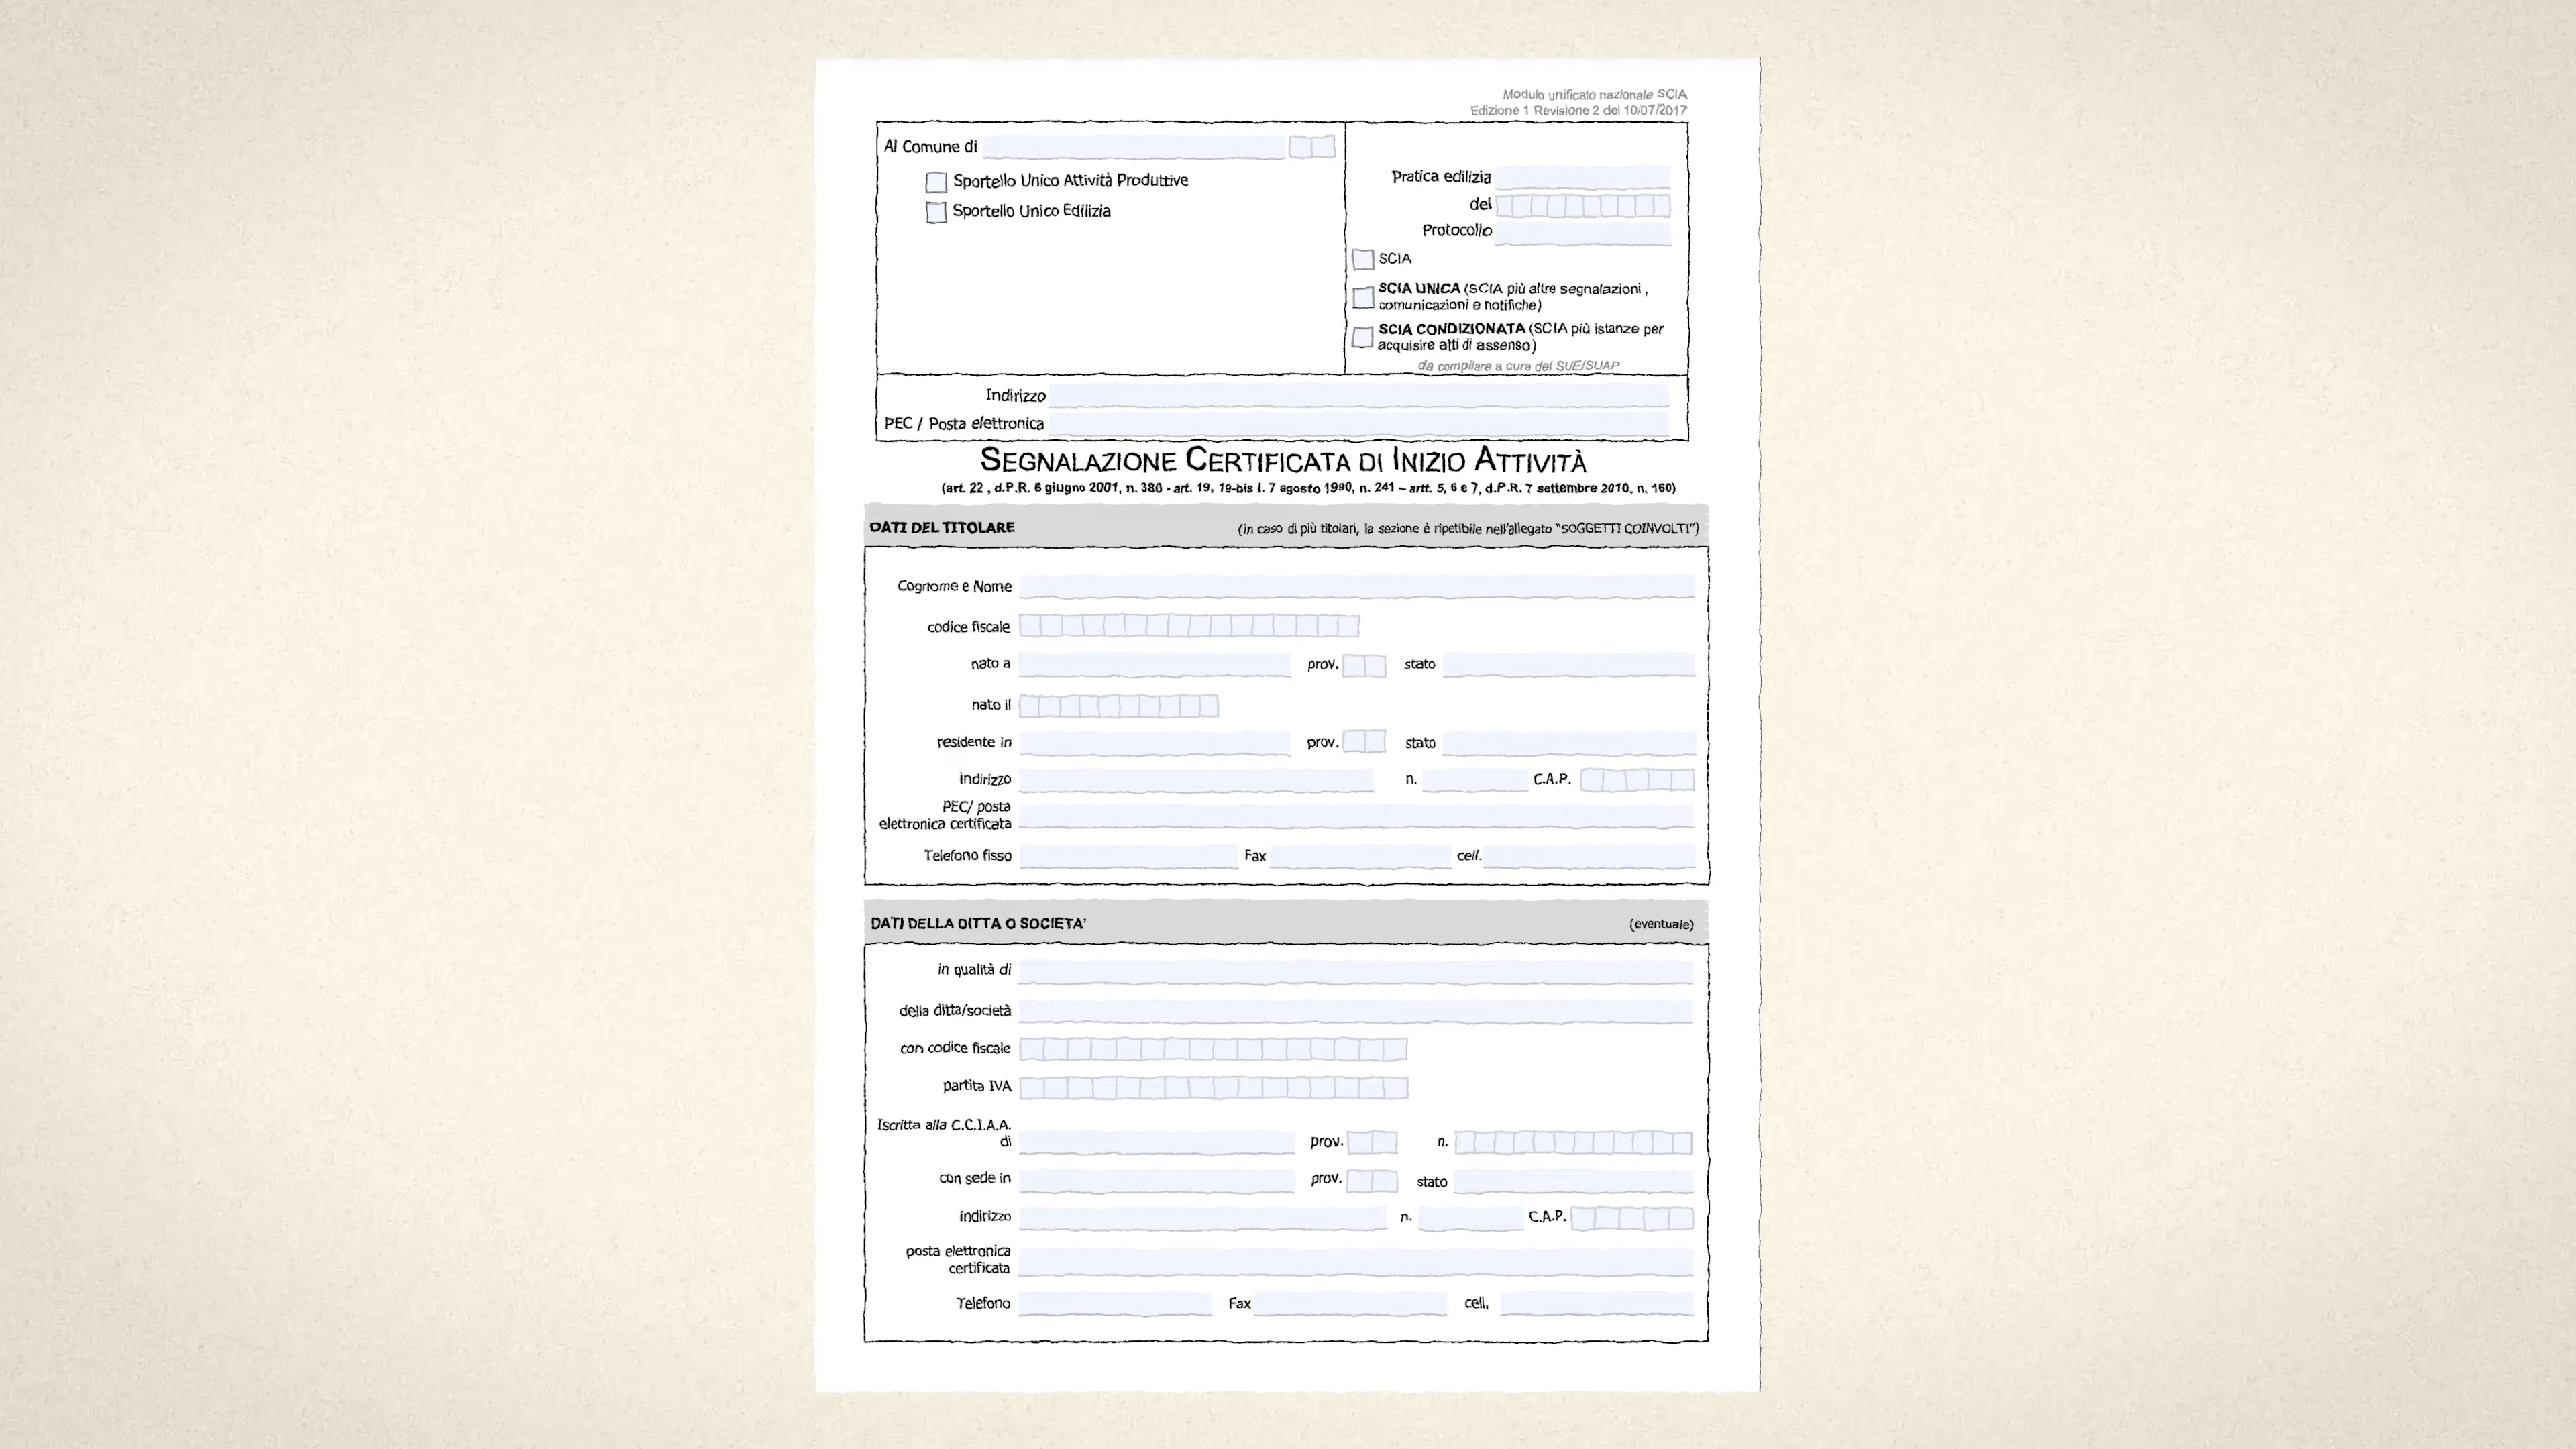 Modulo unificato nazionale SCIA
Edizione 1 Revisione 2 del 10/07/2017
Al Comune di
Sportello Unico Attività Produttive
Sportello Unico Edilizia
Pratica edilizia
del
Protocollo
SCIA
SCIA UNICA (SCIA più altre segnalazioni,
comunicazioni e notifiche)
SCIA CONDIZIONATA (SCIA più istanze per
acquisire atti di assenso)
da compilare a cura del SUE/SUAP
Indirizzo
PEC / Posta elettronica
SEGNALAZIONE CERTIFICATA DI INIZIO ATTIVITÀ
(art. 22 , d.P.R. 6 giugno 2001, n. 380 - art. 19, 19-bis l. 7 agosto 1990, n. 241 – artt. 5, 6 e 7, d.P.R. 7 settembre 2010, n. 160)
DATI DEL TITOLARE (in caso di più titolari, la sezione è ripetibile nell'allegato "SOGGETTI COINVOLTI")
Cognome e Nome
codice fiscale
nato a prov. stato
nato il
residente in prov. stato
indirizzo n. C.A.P.
PEC/ posta
elettronica certificata
Telefono fisso Fax cell.
DATI DELLA DITTA O SOCIETA' (eventuale)
in qualità di
della ditta/società
con codice fiscale
partita IVA
Iscritta alla C.C.I.A.A.
di prov. n.
con sede in prov. stato
indirizzo n. C.A.P.
posta elettronica
certificata
Telefono Fax cell.